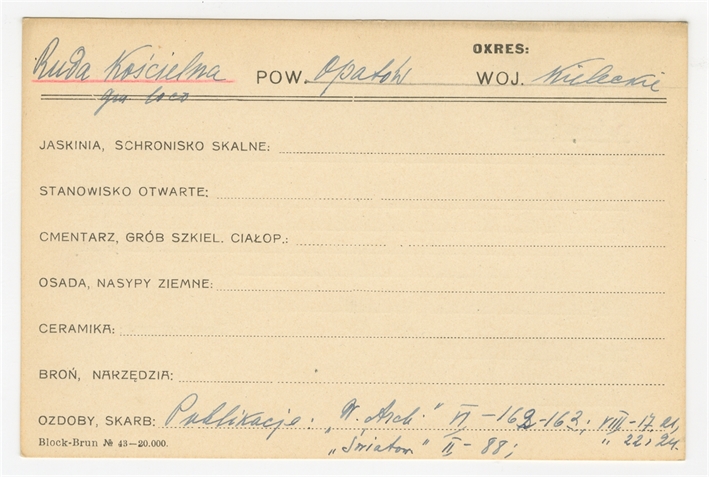 OKRES:
Ruda Kościelna POW. Opatów WOJ. Kieleckie
gm. loco
JASKINIA, SCHRONISKO SKALNE:
STANOWISKO OTWARTE:
CMENTARZ, GRÓB SZKIEL. CIAŁOP.:
OSADA, NASYPY ZIEMNE:
CERAMIKA:
BROŃ, NARZĘDZIA:
OZDOBY, SKARB: Publikacje: „W. Arch." VI - 162-163; VIII - 17, 21,
„ 22, 24.
Block-Brun № 43-20.000. „Światow" II - 88;